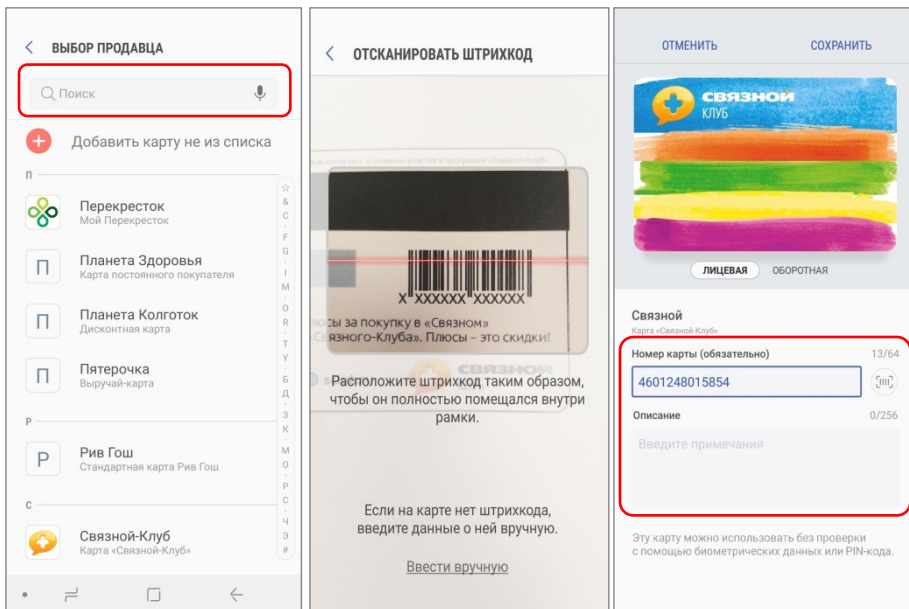 ВЫБОР ПРОДАВЦА
Поиск
Добавить карту не из списка
П
Перекресток
Мой Перекресток
П
Планета Здоровья
Карта постоянного покупателя
П
Планета Колготок
Дисконтная карта
П
Пятерочка
Выручай-карта
Р
Р
Рив Гош
Стандартная карта Рив Гош
С
Связной-Клуб
Карта «Связной-Клуб»
☆
&
C
·
F
G
·
I
M
·
O
R
·
T
Y
·
Б
Д
·
З
К
·
М
О
·
Р
С
·
Ч
Э
#
ОТСКАНИРОВАТЬ ШТРИХКОД
X XXXXXX XXXXXX
сы за покупку в «Связном»
Связного-Клуба». Плюсы – это скидки!
СВЯЗНОЙ
Расположите штрихкод таким образом,
чтобы он полностью помещался внутри
рамки.
Если на карте нет штрихкода,
введите данные о ней вручную.
Ввести вручную
ОТМЕНИТЬ СОХРАНИТЬ
СВЯЗНОЙ
КЛУБ
ЛИЦЕВАЯ ОБОРОТНАЯ
Связной
Карта «Связной-Клуб»
Номер карты (обязательно) 13/64
4601248015854
Описание 0/256
Введите примечания
Эту карту можно использовать без проверки
с помощью биометрических данных или PIN-кода.